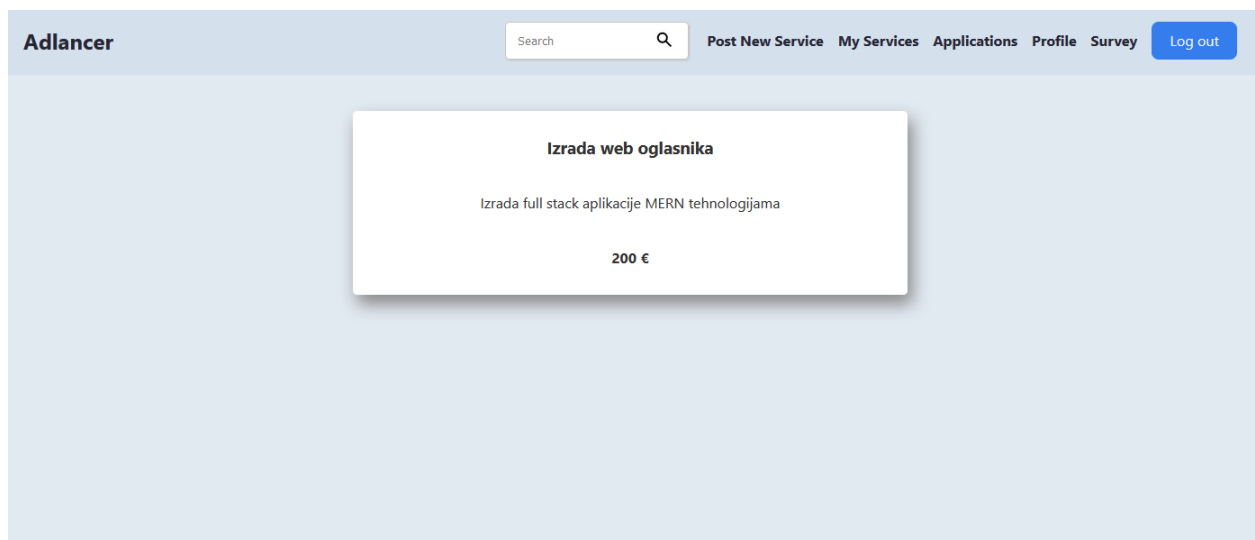 Adlancer
Search
Post New Service My Services Applications Profile Survey Log out
Izrada web oglasnika
Izrada full stack aplikacije MERN tehnologijama
200 €